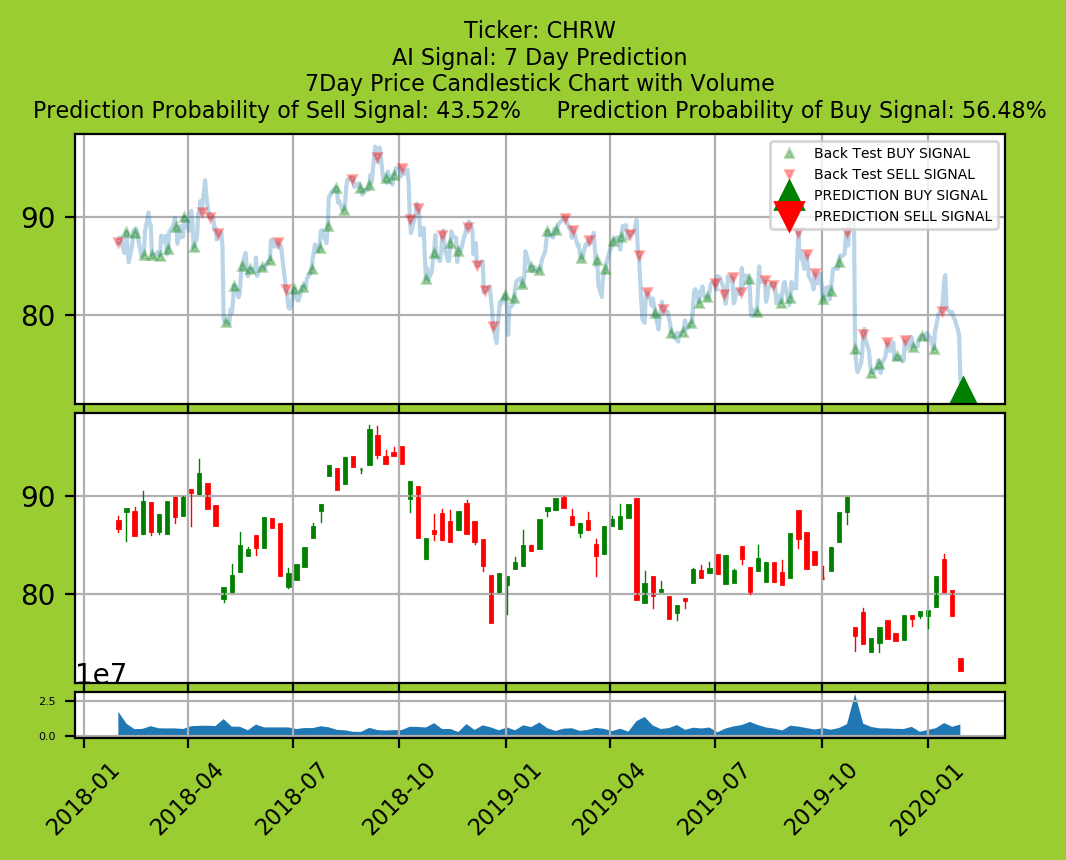 Ticker: CHRW
AI Signal: 7 Day Prediction
7Day Price Candlestick Chart with Volume
Prediction Probability of Sell Signal: 43.52% Prediction Probability of Buy Signal: 56.48%
Back Test BUY SIGNAL
Back Test SELL SIGNAL
PREDICTION BUY SIGNAL
PREDICTION SELL SIGNAL
90
80
90
80
1e7
2.5
0.0
2018-01
2018-04
2018-07
2018-10
2019-01
2019-04
2019-07
2019-10
2020-01